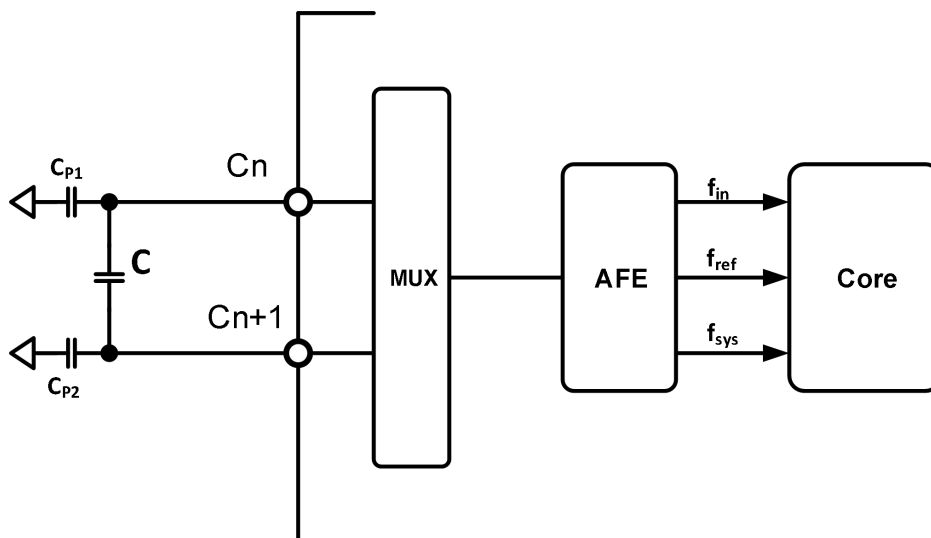 CP1
Cn
C
Cn+1
CP2
MUX
AFE
fin
fref
fsys
Core